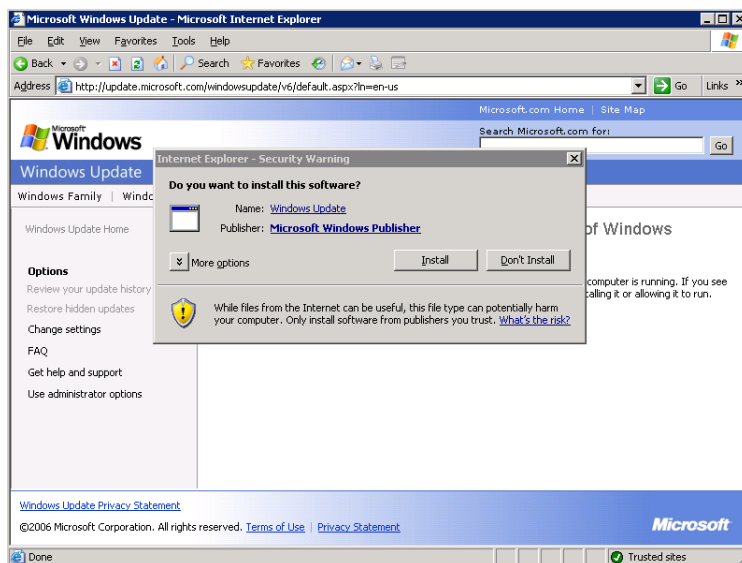 Microsoft Windows Update - Microsoft Internet Explorer
File Edit View Favorites Tools Help
Back Search Favorites
Address http://update.microsoft.com/windowsupdate/v6/default.aspx?ln=en-us Go Links »
Microsoft.com Home | Site Map
Microsoft
Windows
Search Microsoft.com for:
Go
Windows Update
Windows Family | Windo
Internet Explorer - Security Warning
Do you want to install this software?
Name: Windows Update
Publisher: Microsoft Windows Publisher
More options Install Don't Install
While files from the Internet can be useful, this file type can potentially harm
your computer. Only install software from publishers you trust. What's the risk?
Windows Update Home
of Windows
Options
Review your update history
Restore hidden updates
Change settings
FAQ
Get help and support
Use administrator options
computer is running. If you see
alling it or allowing it to run.
Windows Update Privacy Statement
©2006 Microsoft Corporation. All rights reserved. Terms of Use | Privacy Statement
Microsoft
Done Trusted sites